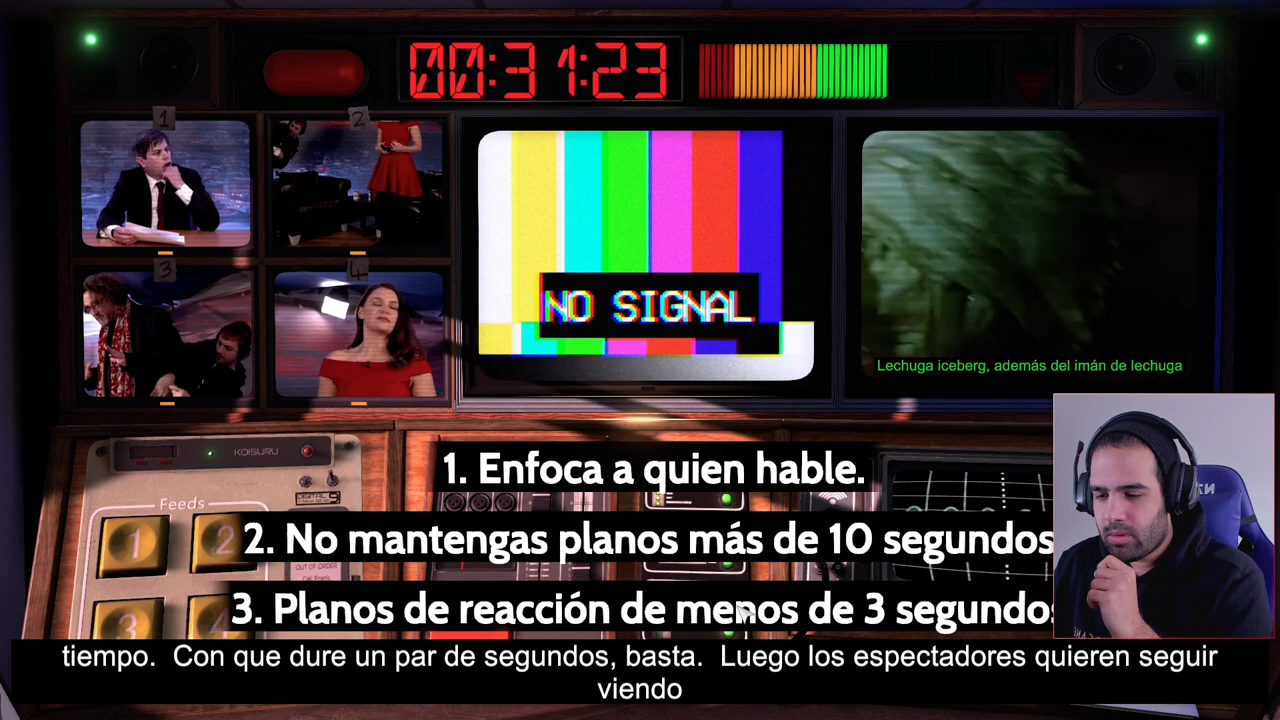 00:31:23
1
2
3
4
NO SIGNAL
Lechuga iceberg, además del imán de lechuga
KOISURU
1. Enfoca a quien hable.
Feeds
1
2
2. No mantengas planos más de 10 segundos
OUT OF ORDER
3
4
3. Planos de reacción de menos de 3 segundos
tiempo. Con que dure un par de segundos, basta. Luego los espectadores quieren seguir
viendo